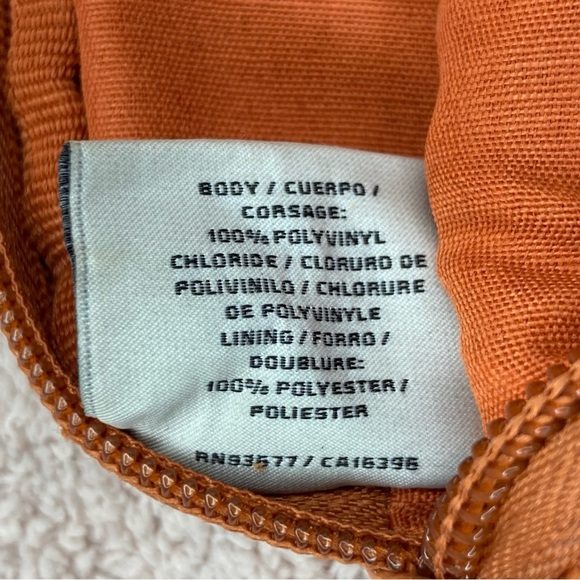 BODY / CUERPO /
CORSAGE:
100% POLYVINYL
CHLORIDE / CLORURO DE
POLIVINILO / CHLORURE
DE POLYVINYLE
LINING / FORRO /
DOUBLURE:
100% POLYESTER /
POLIESTER
RN93677 / CA16396